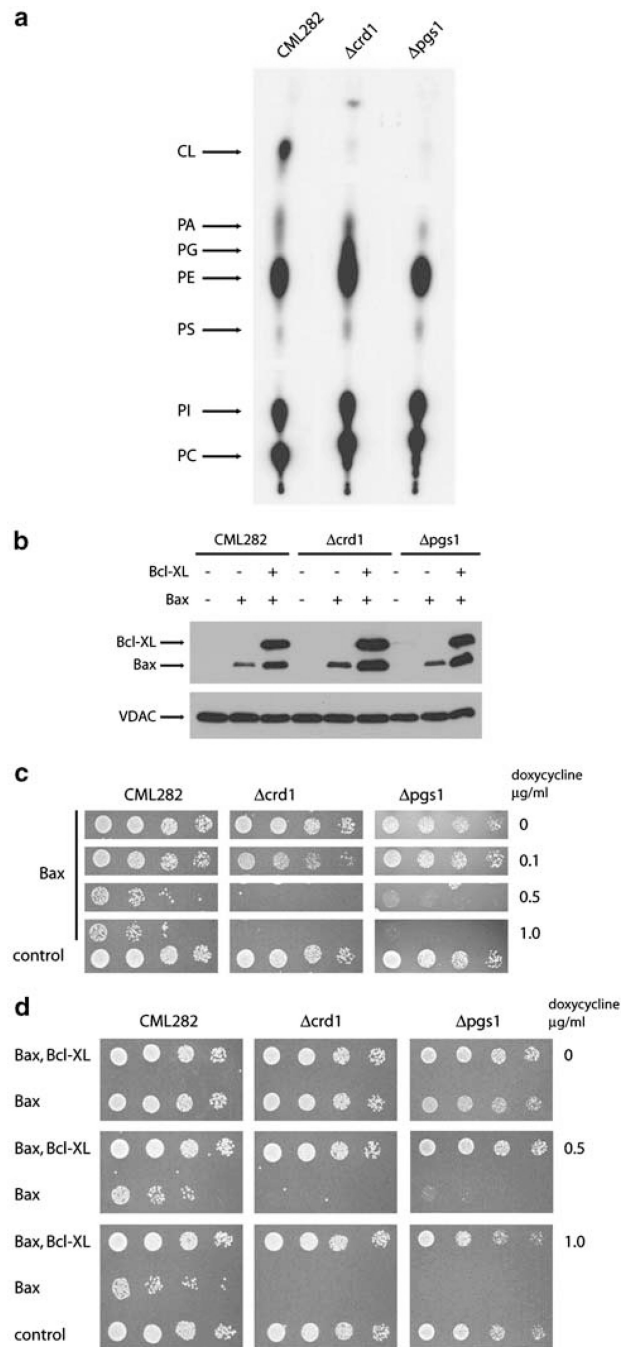 a
CML282 Δcrd1 Δpgs1
CL
PA
PG
PE
PS
PI
PC
b
CML282 Δcrd1 Δpgs1
Bcl-XL - - + - - + - - +
Bax - + + - + + - + +
Bcl-XL
Bax
VDAC
c
CML282 Δcrd1 Δpgs1 doxycycline
μg/ml
0
0.1
Bax
0.5
1.0
control
d
CML282 Δcrd1 Δpgs1 doxycycline
μg/ml
Bax, Bcl-XL 0
Bax
Bax, Bcl-XL 0.5
Bax
Bax, Bcl-XL 1.0
Bax
control